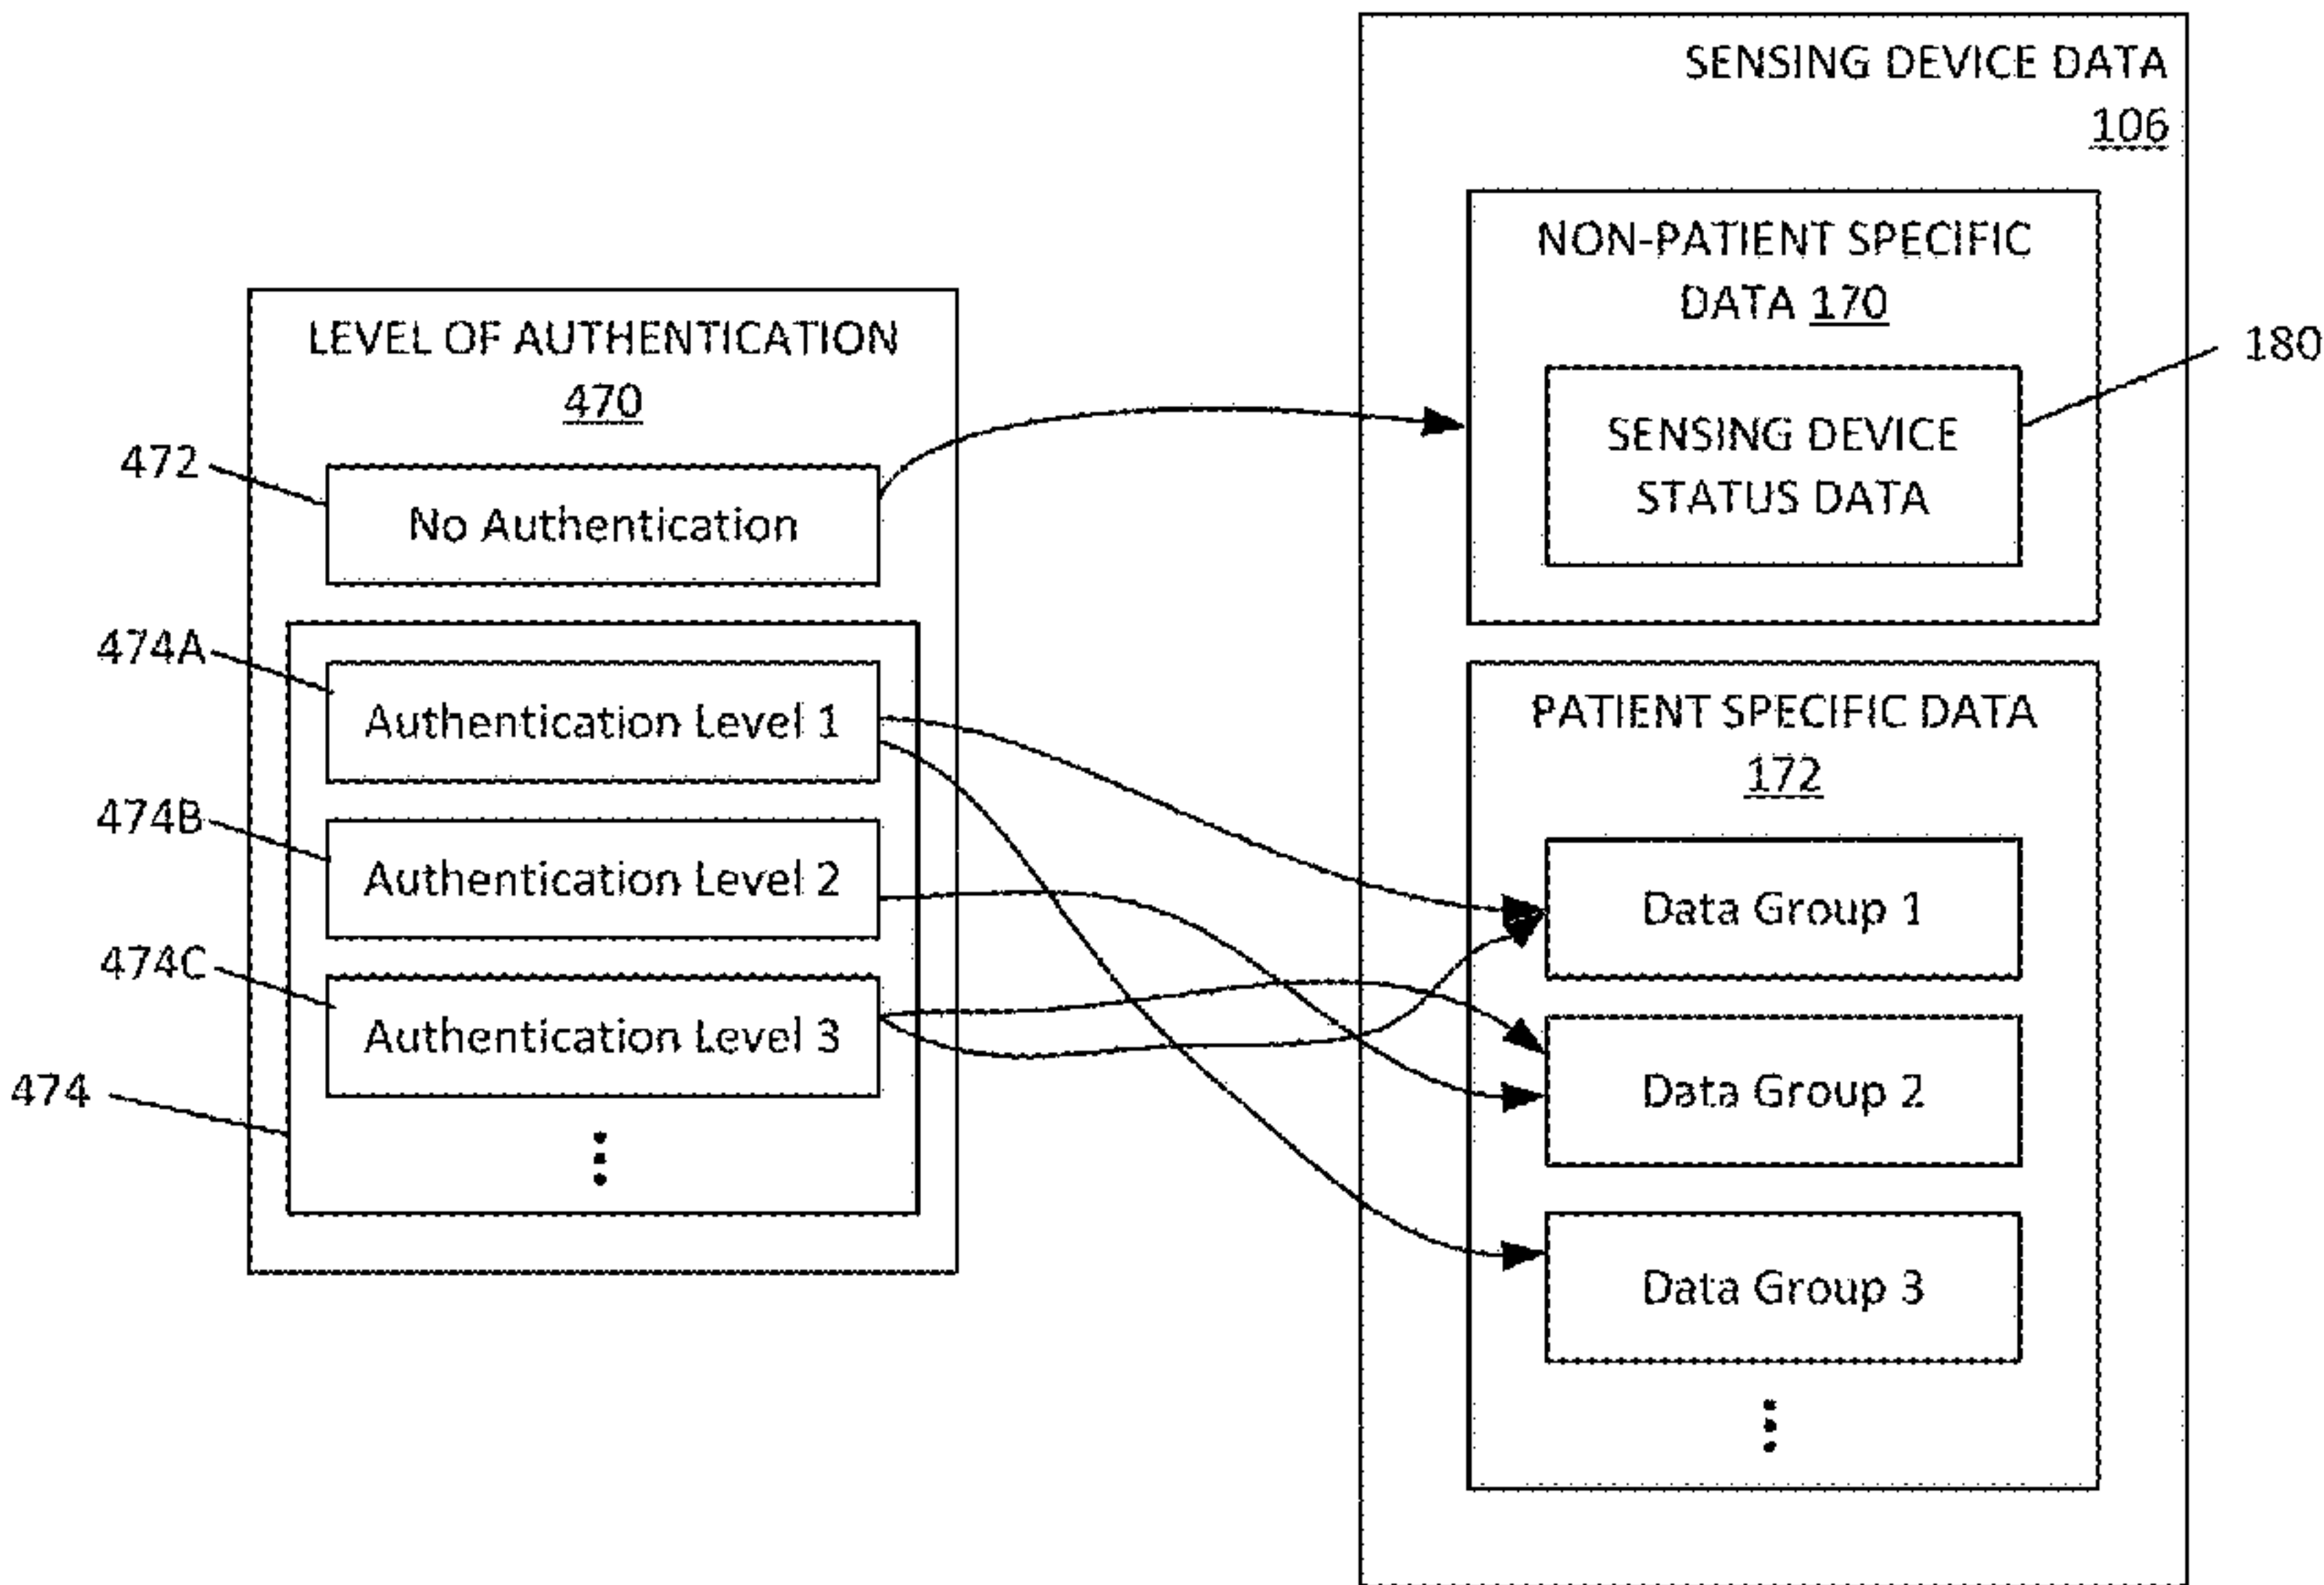 SENSING DEVICE DATA
106
NON-PATIENT SPECIFIC
DATA 170
180
SENSING DEVICE
STATUS DATA
LEVEL OF AUTHENTICATION
470
472
No Authentication
474A
Authentication Level 1
474B
Authentication Level 2
474C
Authentication Level 3
474
PATIENT SPECIFIC DATA
172
Data Group 1
Data Group 2
Data Group 3